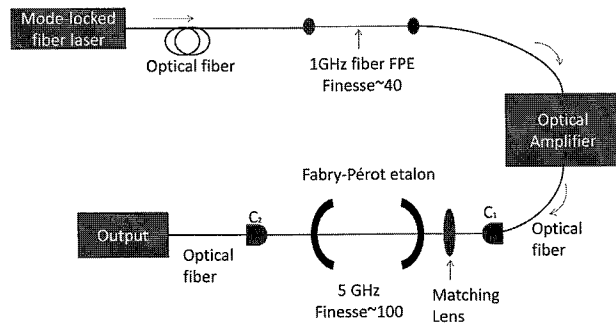 Mode-locked
fiber laser
Optical fiber
1GHz fiber FPE
Finesse~40
Optical
Amplifier
Fabry-Pérot etalon
C₂
C₁
Output
Optical
fiber
Optical
fiber
5 GHz
Finesse~100
Matching
Lens